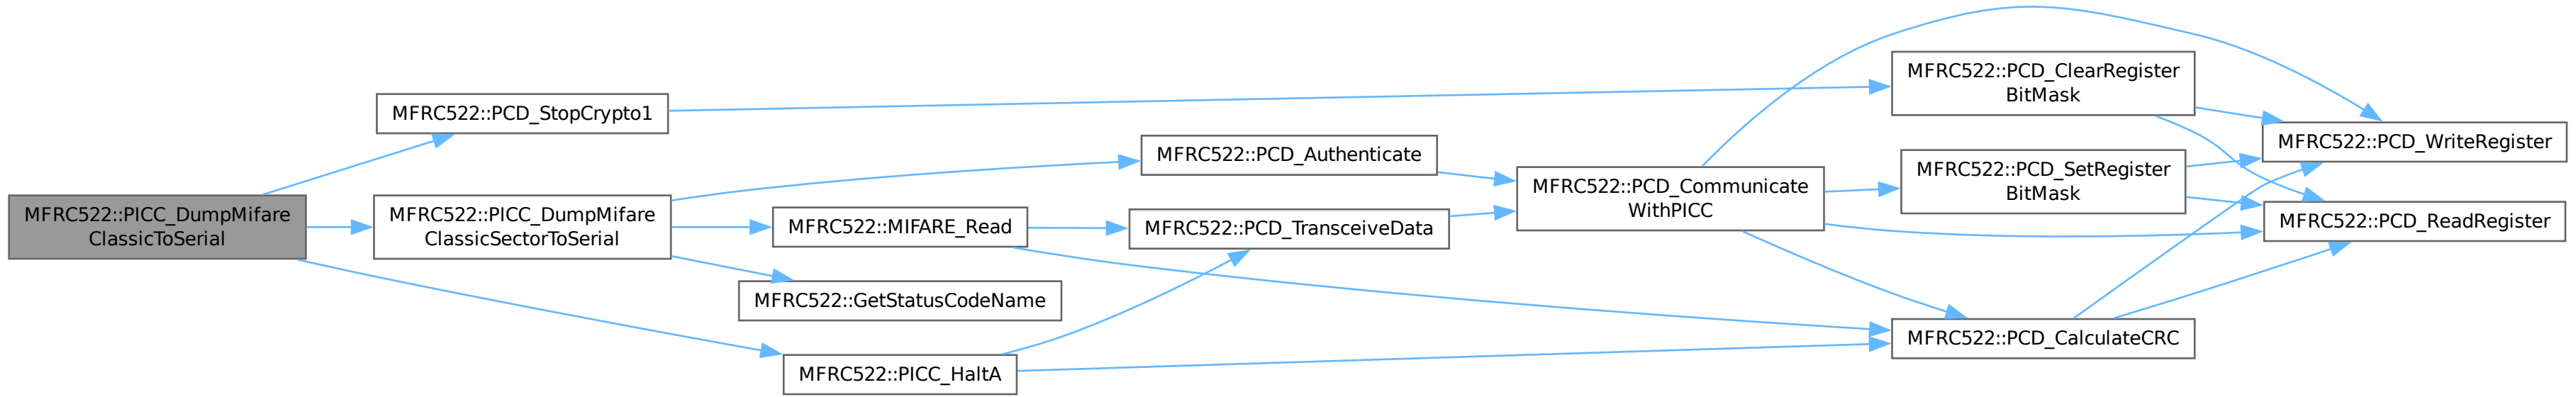 MFRC522::PICC_DumpMifare
ClassicToSerial
MFRC522::PCD_StopCrypto1
MFRC522::PICC_DumpMifare
ClassicSectorToSerial
MFRC522::MIFARE_Read
MFRC522::GetStatusCodeName
MFRC522::PICC_HaltA
MFRC522::PCD_Authenticate
MFRC522::PCD_TransceiveData
MFRC522::PCD_Communicate
WithPICC
MFRC522::PCD_ClearRegister
BitMask
MFRC522::PCD_SetRegister
BitMask
MFRC522::PCD_CalculateCRC
MFRC522::PCD_WriteRegister
MFRC522::PCD_ReadRegister